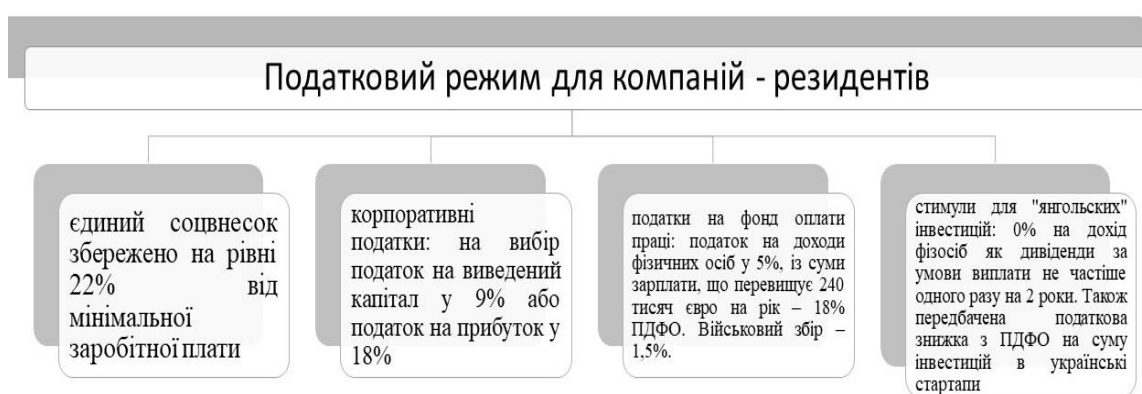 Податковий режим для компаній - резидентів
єдиний соцвнесок
збережено на рівні
22% від
мінімальної
заробітної плати
корпоративні
податки: на вибір
податок на виведений
капітал у 9% або
податок на прибуток у
18%
податки на фонд оплати
праці: податок на доходи
фізичних осіб у 5%, із суми
зарплати, що перевищує 240
тисяч євро на рік – 18%
ПДФО. Військовий збір –
1,5%.
стимули для "янгольских"
інвестицій: 0% на дохід
фізосіб як дивіденди за
умови виплати не частіше
одного разу на 2 роки. Також
передбачена податкова
знижка з ПДФО на суму
інвестицій в українські
стартапи